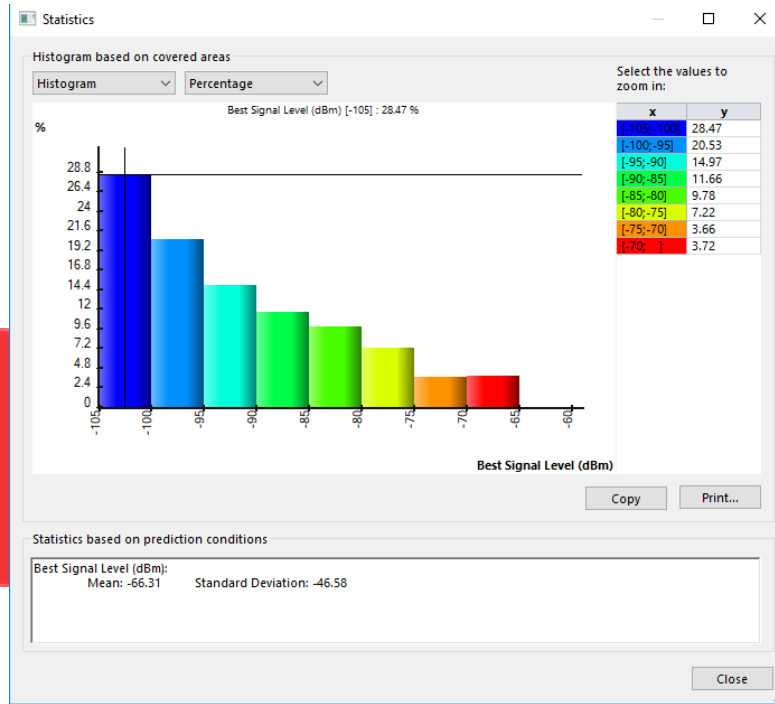 Statistics
Histogram based on covered areas
Histogram Percentage
Select the values to
zoom in:
Best Signal Level (dBm) [-105] : 28.47 %
%
28.8
26.4
24
21.6
19.2
16.8
14.4
12
9.6
7.2
4.8
2.4
0
-105 -100 -95 -90 -85 -80 -75 -70 -65 -60
Best Signal Level (dBm)
x y
[-105;-100] 28.47
[-100;-95] 20.53
[-95;-90] 14.97
[-90;-85] 11.66
[-85;-80] 9.78
[-80;-75] 7.22
[-75;-70] 3.66
[-70; ] 3.72
Copy Print...
Statistics based on prediction conditions
Best Signal Level (dBm):
Mean: -66.31 Standard Deviation: -46.58
Close